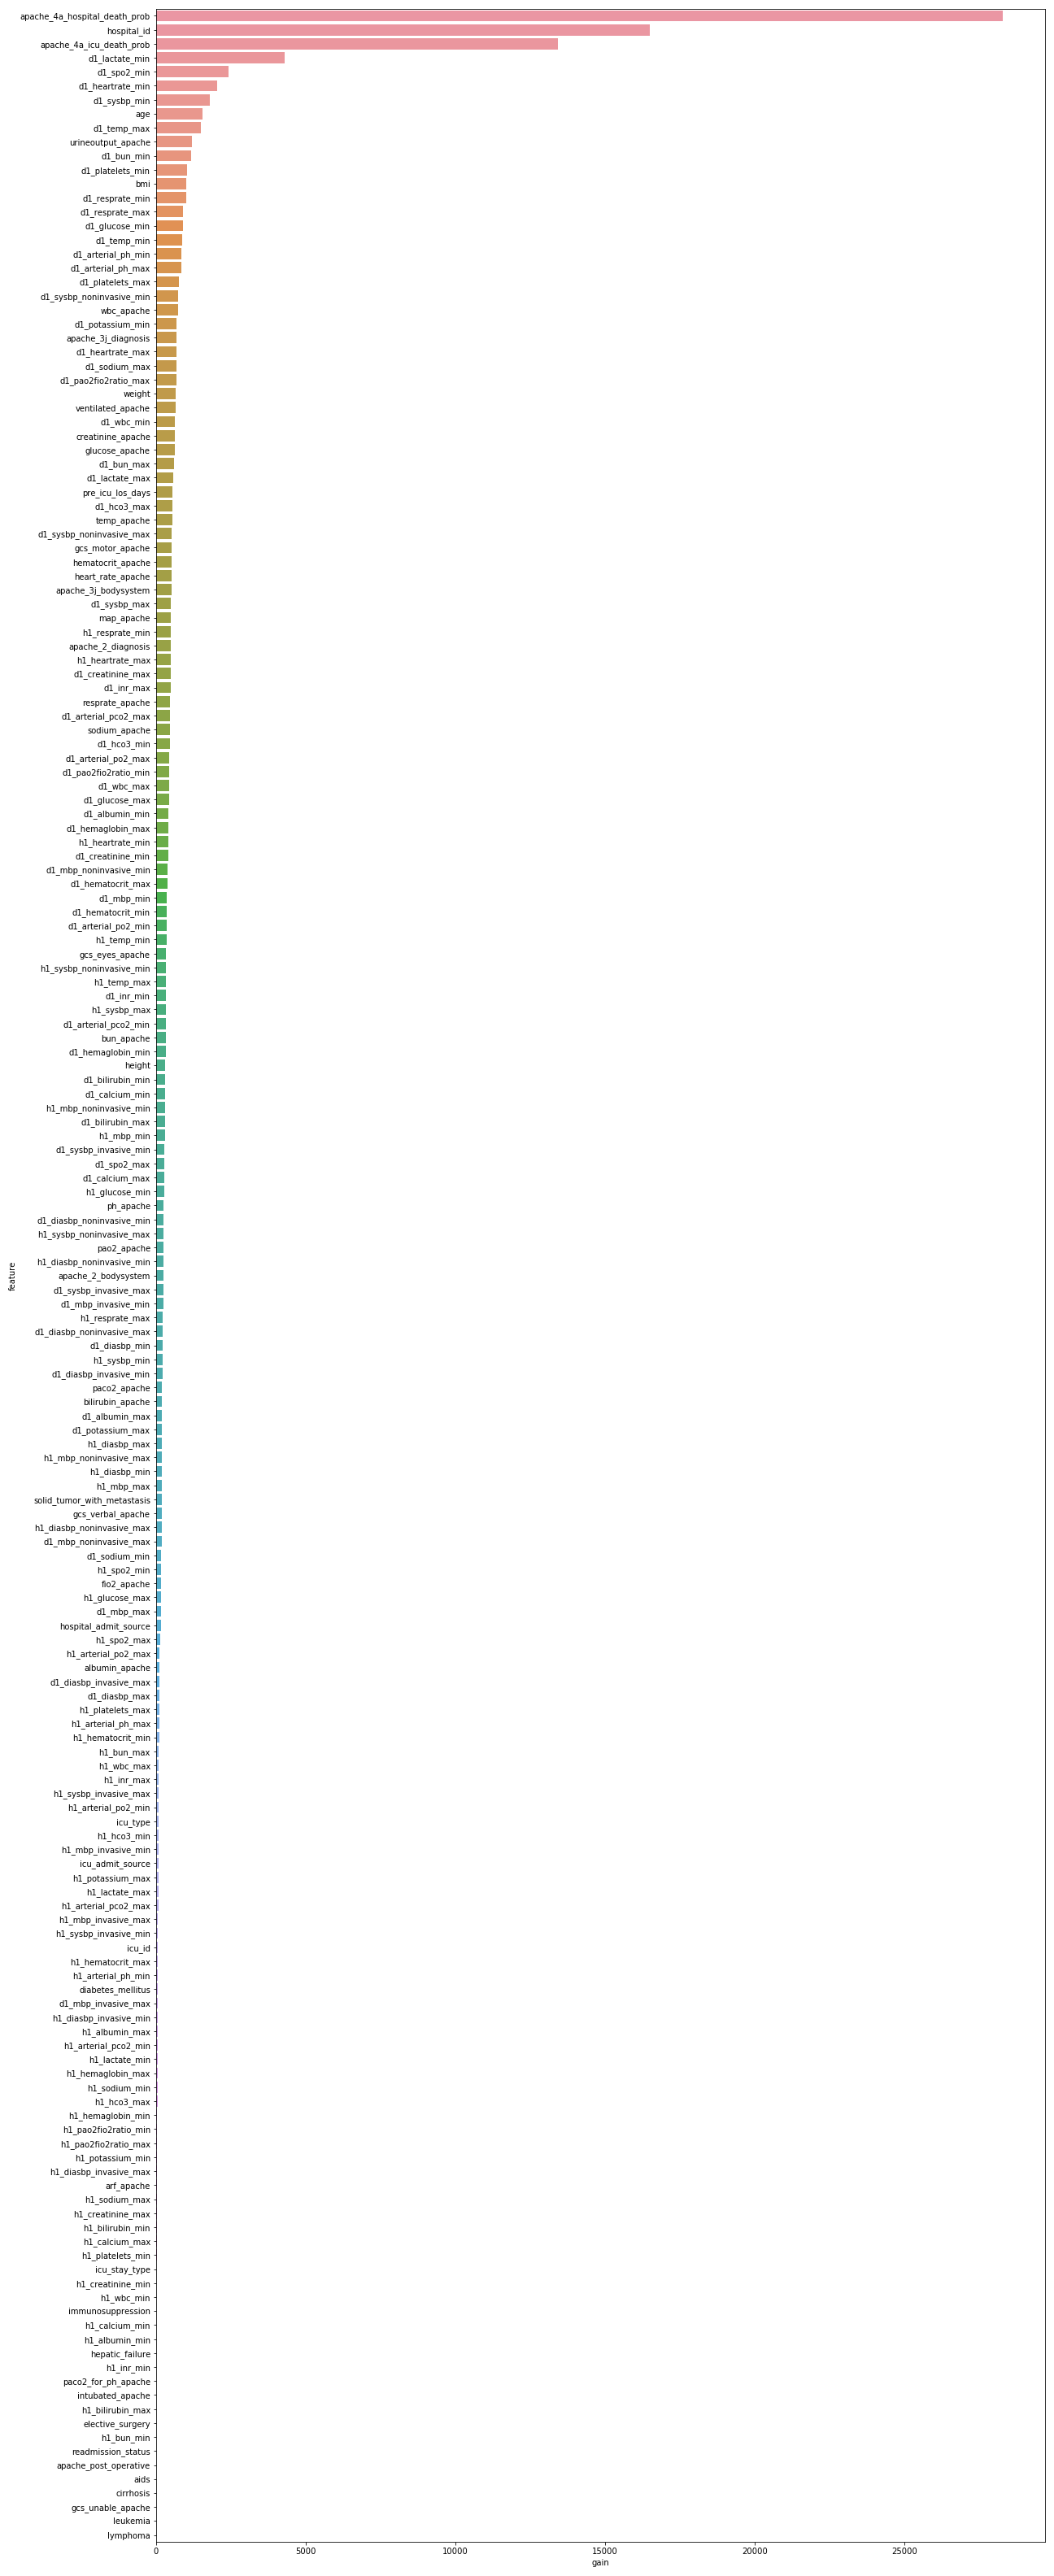 apache_4a_hospital_death_prob
hospital_id
apache_4a_icu_death_prob
d1_lactate_min
d1_spo2_min
d1_heartrate_min
d1_sysbp_min
age
d1_temp_max
urineoutput_apache
d1_bun_min
d1_platelets_min
bmi
d1_resprate_min
d1_resprate_max
d1_glucose_min
d1_temp_min
d1_arterial_ph_min
d1_arterial_ph_max
d1_platelets_max
d1_sysbp_noninvasive_min
wbc_apache
d1_potassium_min
apache_3j_diagnosis
d1_heartrate_max
d1_sodium_max
d1_pao2fio2ratio_max
weight
ventilated_apache
d1_wbc_min
creatinine_apache
glucose_apache
d1_bun_max
d1_lactate_max
pre_icu_los_days
d1_hco3_max
temp_apache
d1_sysbp_noninvasive_max
gcs_motor_apache
hematocrit_apache
heart_rate_apache
apache_3j_bodysystem
d1_sysbp_max
map_apache
h1_resprate_min
apache_2_diagnosis
h1_heartrate_max
d1_creatinine_max
d1_inr_max
resprate_apache
d1_arterial_pco2_max
sodium_apache
d1_hco3_min
d1_arterial_po2_max
d1_pao2fio2ratio_min
d1_wbc_max
d1_glucose_max
d1_albumin_min
d1_hemaglobin_max
h1_heartrate_min
d1_creatinine_min
d1_mbp_noninvasive_min
d1_hematocrit_max
d1_mbp_min
d1_hematocrit_min
d1_arterial_po2_min
h1_temp_min
gcs_eyes_apache
h1_sysbp_noninvasive_min
h1_temp_max
d1_inr_min
h1_sysbp_max
d1_arterial_pco2_min
bun_apache
d1_hemaglobin_min
height
d1_bilirubin_min
d1_calcium_min
h1_mbp_noninvasive_min
d1_bilirubin_max
h1_mbp_min
d1_sysbp_invasive_min
d1_spo2_max
d1_calcium_max
h1_glucose_min
ph_apache
d1_diasbp_noninvasive_min
h1_sysbp_noninvasive_max
pao2_apache
h1_diasbp_noninvasive_min
apache_2_bodysystem
d1_sysbp_invasive_max
d1_mbp_invasive_min
h1_resprate_max
d1_diasbp_noninvasive_max
d1_diasbp_min
h1_sysbp_min
d1_diasbp_invasive_min
paco2_apache
bilirubin_apache
d1_albumin_max
d1_potassium_max
h1_diasbp_max
h1_mbp_noninvasive_max
h1_diasbp_min
h1_mbp_max
solid_tumor_with_metastasis
gcs_verbal_apache
h1_diasbp_noninvasive_max
d1_mbp_noninvasive_max
d1_sodium_min
h1_spo2_min
fio2_apache
h1_glucose_max
d1_mbp_max
hospital_admit_source
h1_spo2_max
h1_arterial_po2_max
albumin_apache
d1_diasbp_invasive_max
d1_diasbp_max
h1_platelets_max
h1_arterial_ph_max
h1_hematocrit_min
h1_bun_max
h1_wbc_max
h1_inr_max
h1_sysbp_invasive_max
h1_arterial_po2_min
icu_type
h1_hco3_min
h1_mbp_invasive_min
icu_admit_source
h1_potassium_max
h1_lactate_max
h1_arterial_pco2_max
h1_mbp_invasive_max
h1_sysbp_invasive_min
icu_id
h1_hematocrit_max
h1_arterial_ph_min
diabetes_mellitus
d1_mbp_invasive_max
h1_diasbp_invasive_min
h1_albumin_max
h1_arterial_pco2_min
h1_lactate_min
h1_hemaglobin_max
h1_sodium_min
h1_hco3_max
h1_hemaglobin_min
h1_pao2fio2ratio_min
h1_pao2fio2ratio_max
h1_potassium_min
h1_diasbp_invasive_max
arf_apache
h1_sodium_max
h1_creatinine_max
h1_bilirubin_min
h1_calcium_max
h1_platelets_min
icu_stay_type
h1_creatinine_min
h1_wbc_min
immunosuppression
h1_calcium_min
h1_albumin_min
hepatic_failure
h1_inr_min
paco2_for_ph_apache
intubated_apache
h1_bilirubin_max
elective_surgery
h1_bun_min
readmission_status
apache_post_operative
aids
cirrhosis
gcs_unable_apache
leukemia
lymphoma
feature
0 5000 10000 15000 20000 25000
gain